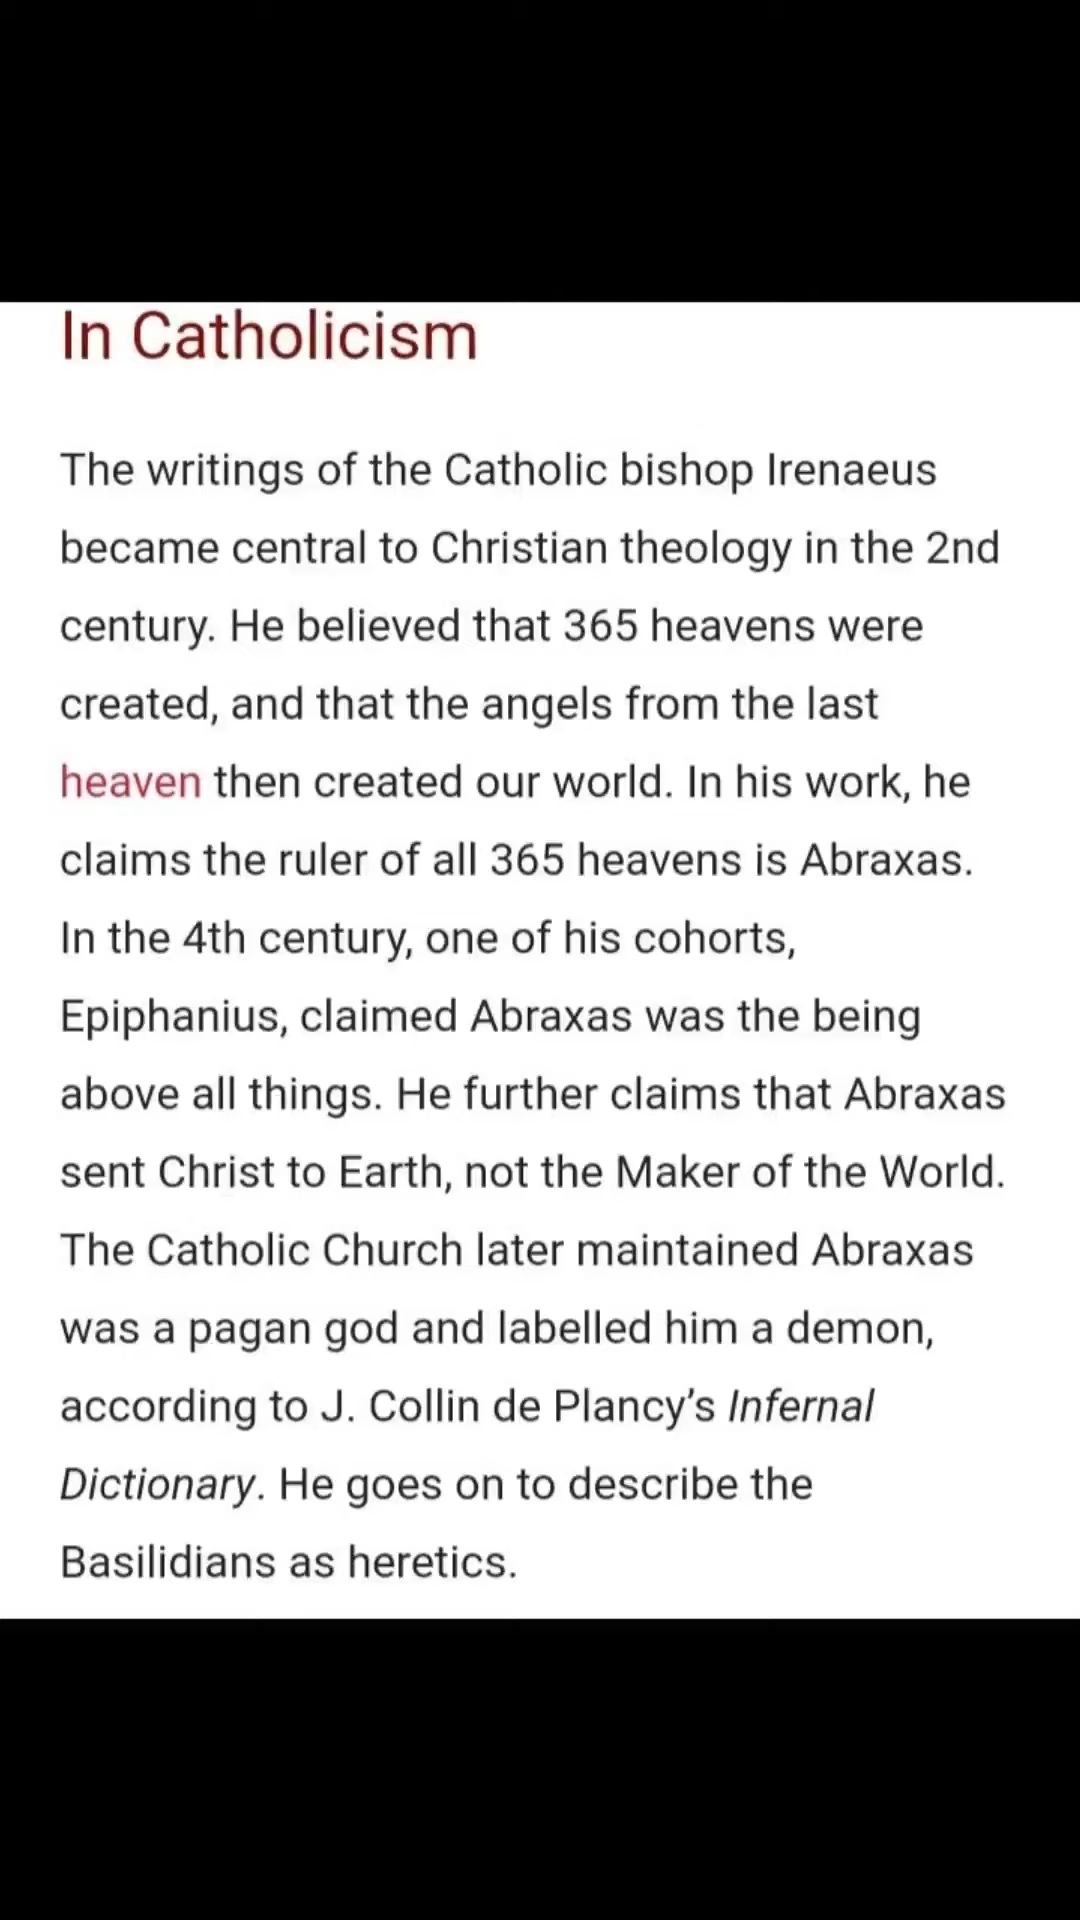 In Catholicism
The writings of the Catholic bishop Irenaeus
became central to Christian theology in the 2nd
century. He believed that 365 heavens were
created, and that the angels from the last
heaven then created our world. In his work, he
claims the ruler of all 365 heavens is Abraxas.
In the 4th century, one of his cohorts,
Epiphanius, claimed Abraxas was the being
above all things. He further claims that Abraxas
sent Christ to Earth, not the Maker of the World.
The Catholic Church later maintained Abraxas
was a pagan god and labelled him a demon,
according to J. Collin de Plancy’s Infernal
Dictionary. He goes on to describe the
Basilidians as heretics.